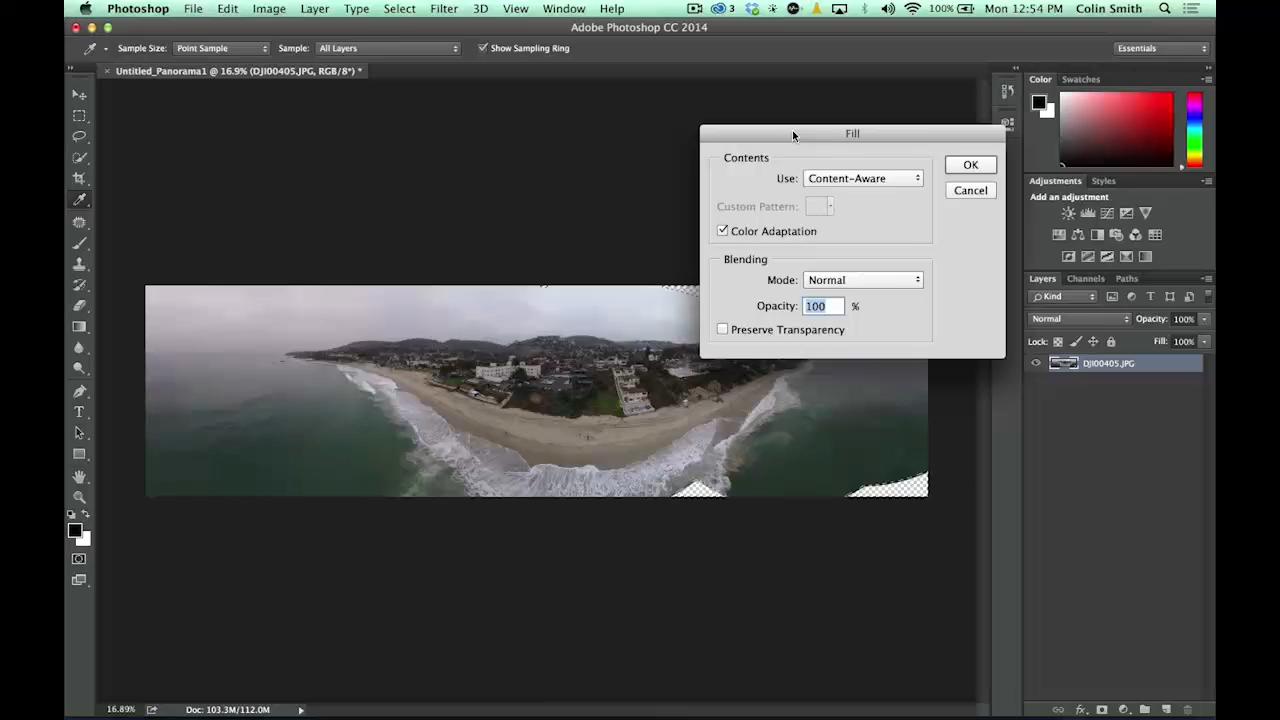 Photoshop File Edit Image Layer Type Select Filter 3D View Window Help 3 100% Mon 12:54 PM Colin Smith
Adobe Photoshop CC 2014
Sample Size: Point Sample Sample: All Layers Show Sampling Ring Essentials
Untitled_Panorama1 @ 16.9% (DJI00405.JPG, RGB/8*) *
Color Swatches
Fill
Contents
OK
Use: Content-Aware
Cancel
Custom Pattern:
Color Adaptation
Blending
Mode: Normal
Opacity: 100 %
Preserve Transparency
Adjustments Styles
Add an adjustment
Layers Channels Paths
Kind
Normal Opacity: 100%
Lock: Fill: 100%
DJI00405.JPG
16.89% Doc: 103.3M/112.0M